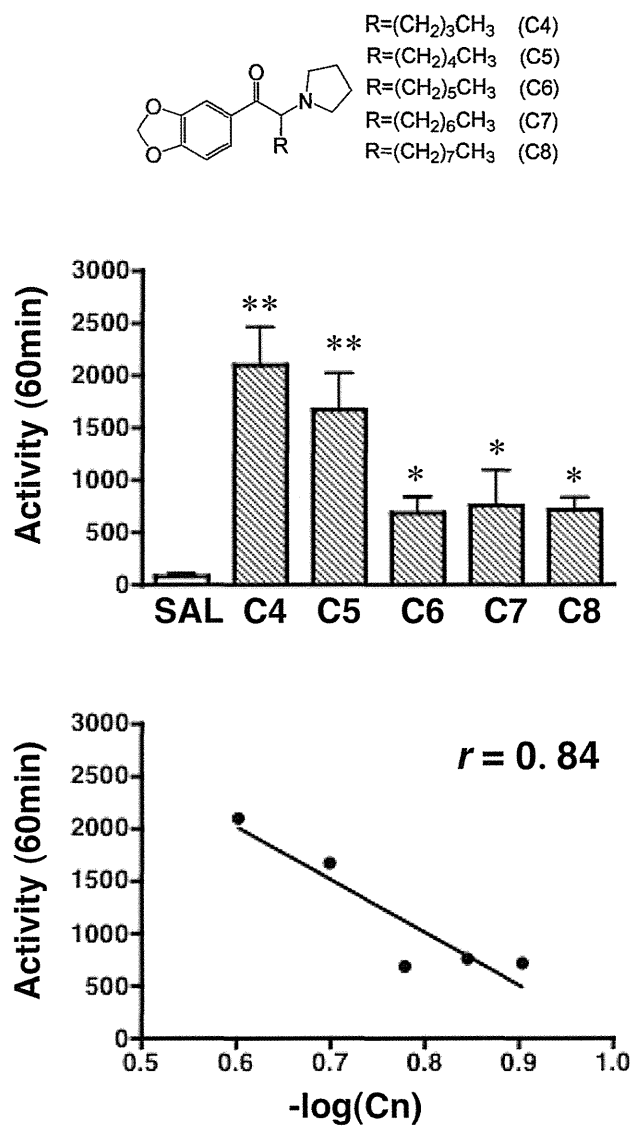 R=(CH2)3CH3 (C4)
R=(CH2)4CH3 (C5)
R=(CH2)5CH3 (C6)
R=(CH2)6CH3 (C7)
R=(CH2)7CH3 (C8)
O
O
O
N
R
Activity (60min)
3000
2500
2000
1500
1000
500
0
** ** * * *
SAL C4 C5 C6 C7 C8
Activity (60min)
3000
2500
2000
1500
1000
500
0
r = 0. 84
0.5 0.6 0.7 0.8 0.9 1.0
-log(Cn)